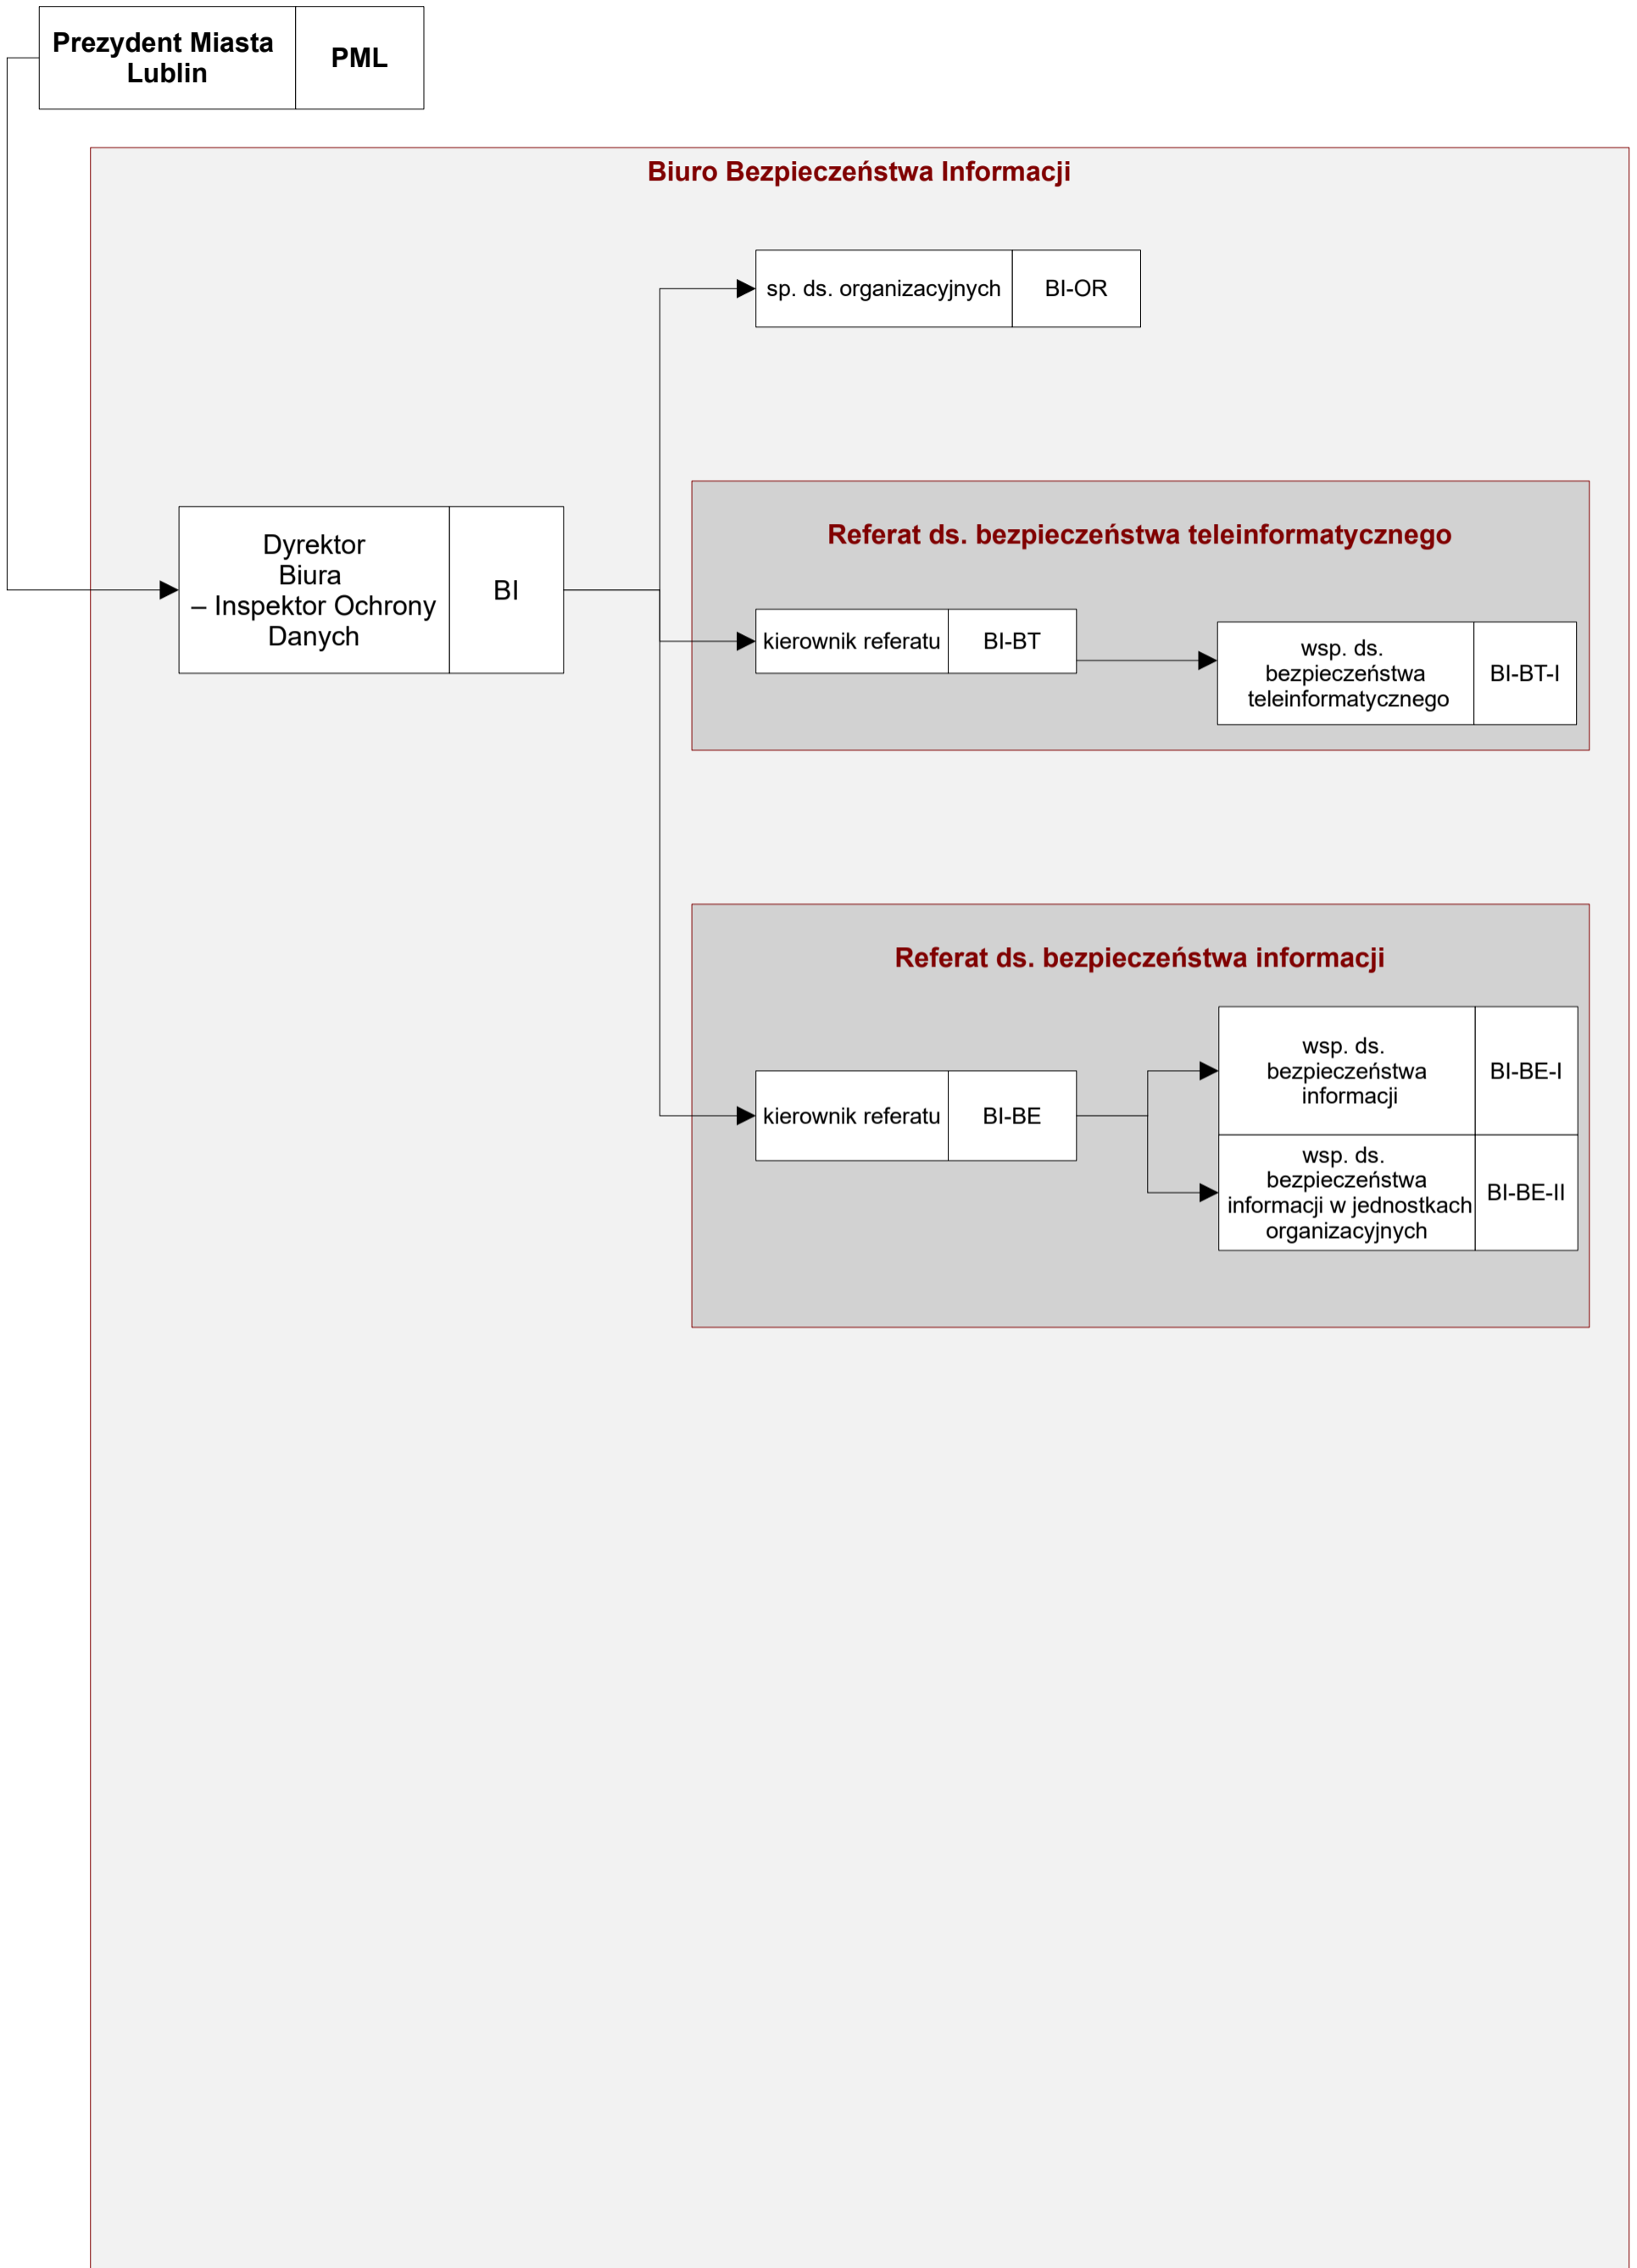 Prezydent Miasta
Lublin
PML
Biuro Bezpieczeństwa Informacji
sp. ds. organizacyjnych
BI-OR
Dyrektor
Biura
– Inspektor Ochrony
Danych
BI
Referat ds. bezpieczeństwa teleinformatycznego
kierownik referatu
BI-BT
wsp. ds.
bezpieczeństwa
teleinformatycznego
BI-BT-I
Referat ds. bezpieczeństwa informacji
kierownik referatu
BI-BE
wsp. ds.
bezpieczeństwa
informacji
BI-BE-I
wsp. ds.
bezpieczeństwa
informacji w jednostkach
organizacyjnych
BI-BE-II